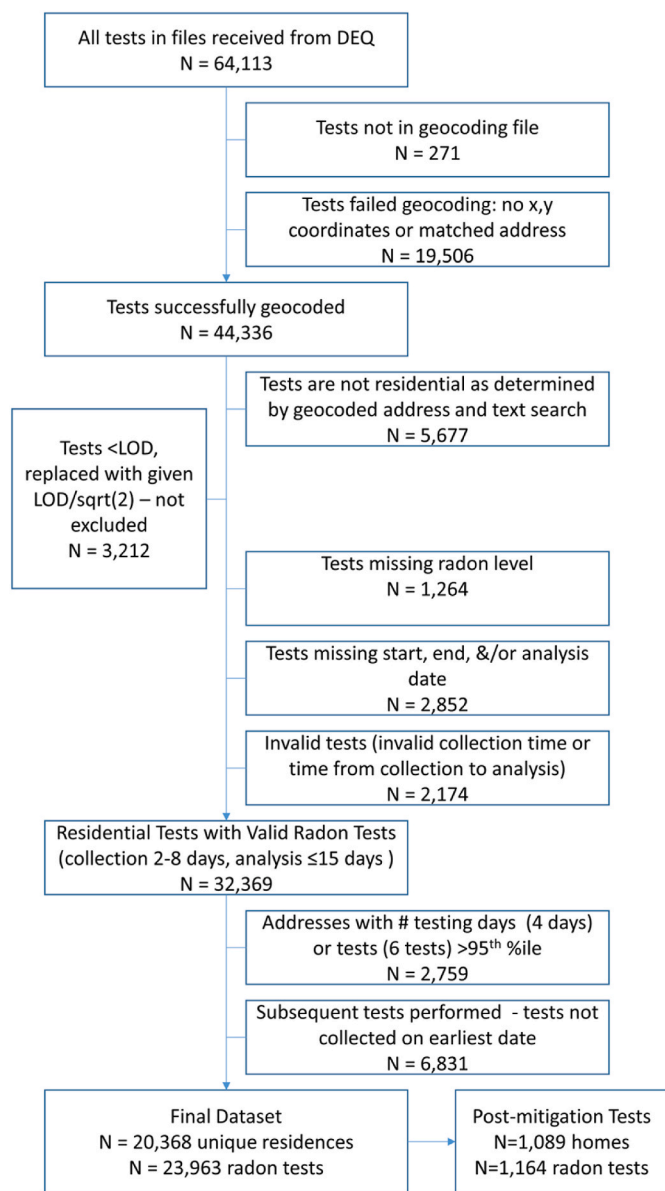 All tests in files received from DEQ
N = 64,113
Tests not in geocoding file
N = 271
Tests failed geocoding: no x,y
coordinates or matched address
N = 19,506
Tests successfully geocoded
N = 44,336
Tests are not residential as determined
by geocoded address and text search
N = 5,677
Tests <LOD,
replaced with given
LOD/sqrt(2) – not
excluded
N = 3,212
Tests missing radon level
N = 1,264
Tests missing start, end, &/or analysis
date
N = 2,852
Invalid tests (invalid collection time or
time from collection to analysis)
N = 2,174
Residential Tests with Valid Radon Tests
(collection 2-8 days, analysis ≤15 days )
N = 32,369
Addresses with # testing days (4 days)
or tests (6 tests) >95th %ile
N = 2,759
Subsequent tests performed - tests not
collected on earliest date
N = 6,831
Final Dataset
N = 20,368 unique residences
N = 23,963 radon tests
Post-mitigation Tests
N=1,089 homes
N=1,164 radon tests